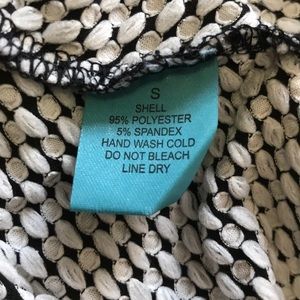 S
SHELL
95% POLYESTER
5% SPANDEX
HAND WASH COLD
DO NOT BLEACH
LINE DRY